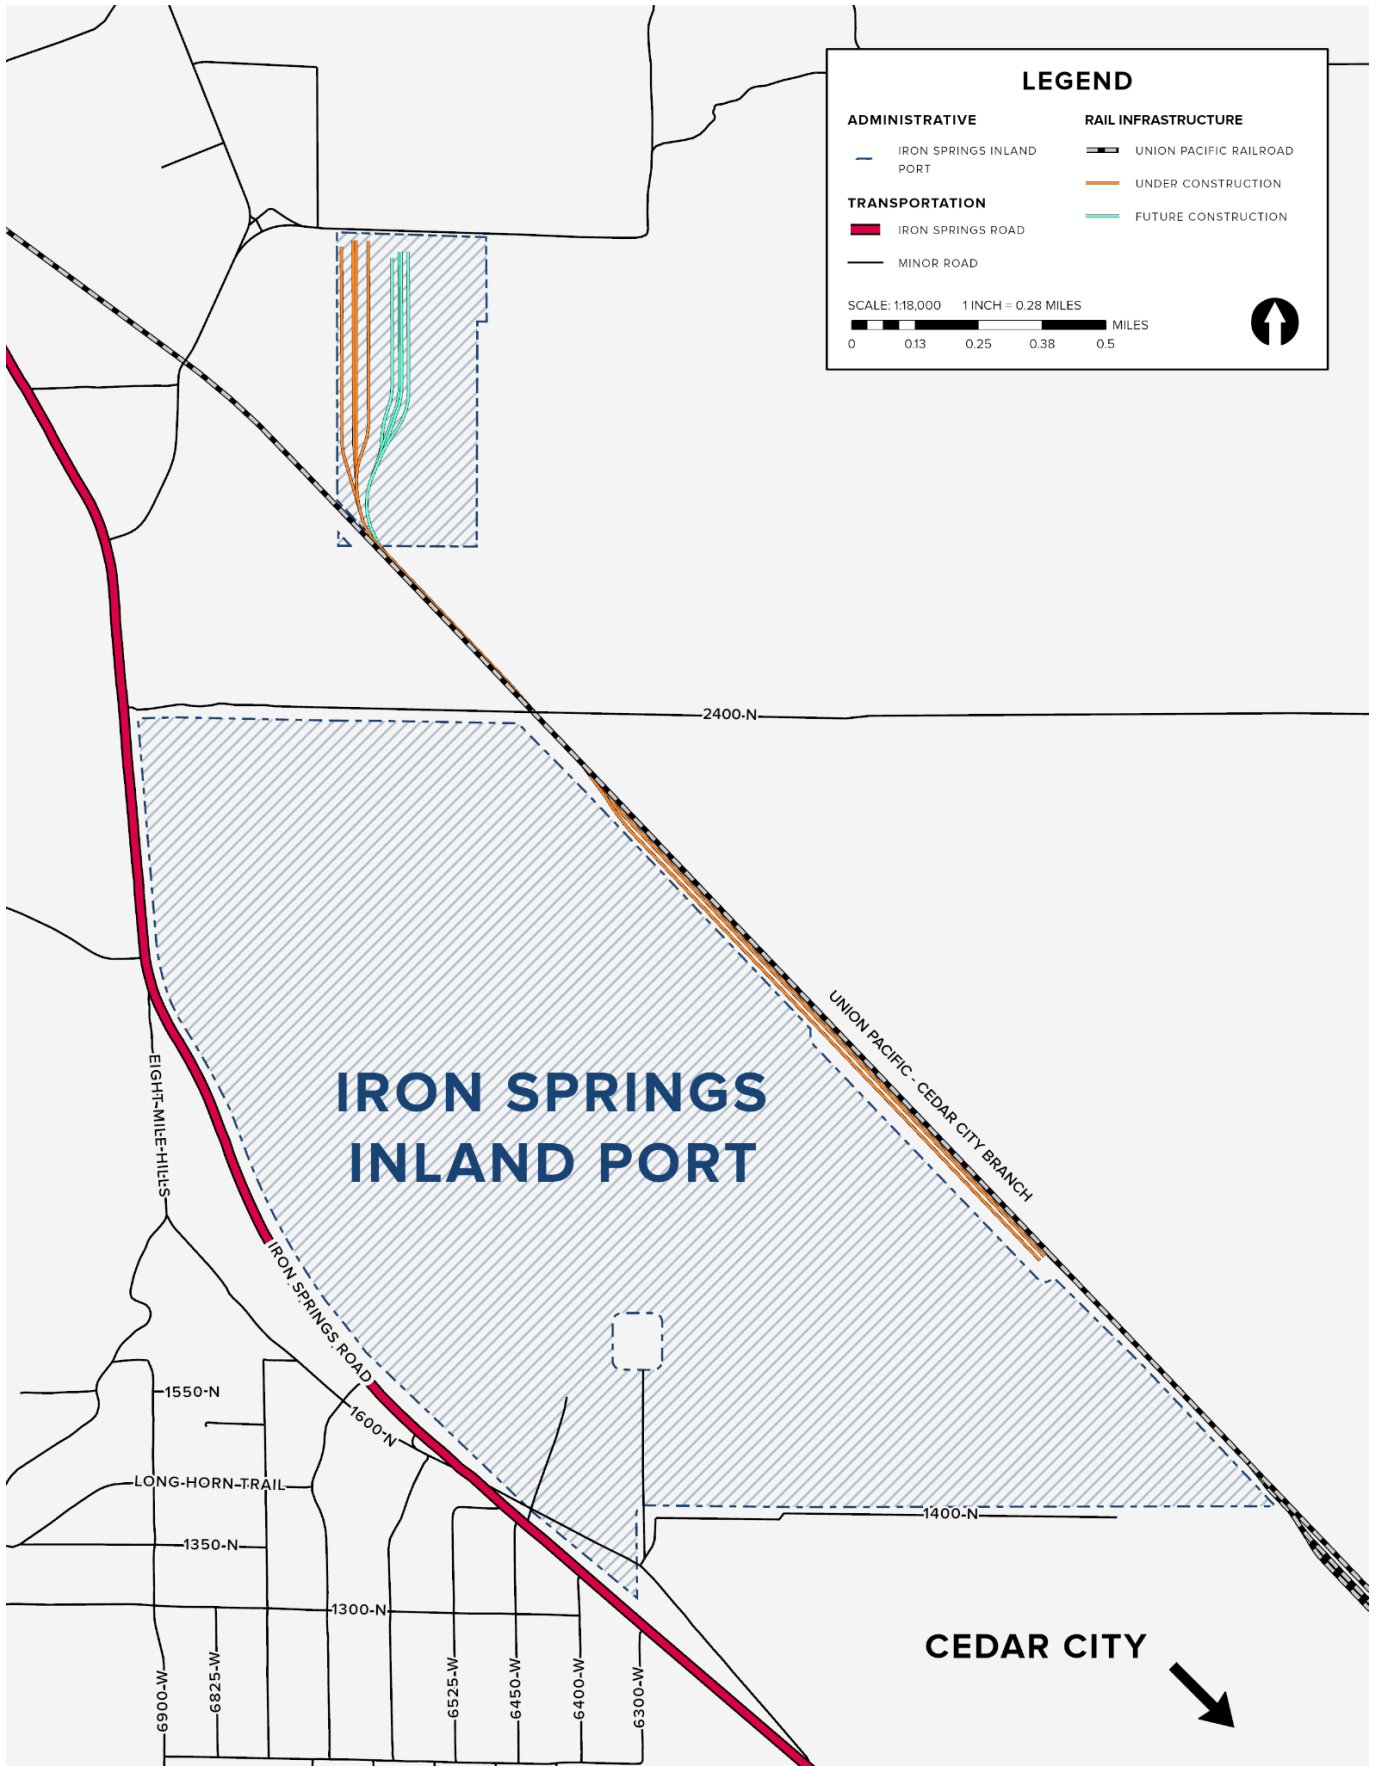 LEGEND
ADMINISTRATIVE
IRON SPRINGS INLAND
PORT
TRANSPORTATION
IRON SPRINGS ROAD
MINOR ROAD
RAIL INFRASTRUCTURE
UNION PACIFIC RAILROAD
UNDER CONSTRUCTION
FUTURE CONSTRUCTION
SCALE: 1:18,000 1 INCH = 0.28 MILES
MILES
0 0.13 0.25 0.38 0.5
2400-N
UNION PACIFIC - CEDAR CITY BRANCH
EIGHT-MILE-HILLS
IRON SPRINGS
INLAND PORT
IRON SPRINGS ROAD
1550-N
1600-N
LONG-HORN-TRAIL
1400-N
1350-N
1300-N
6900-W
6825-W
6525-W
6450-W
6400-W
6300-W
CEDAR CITY